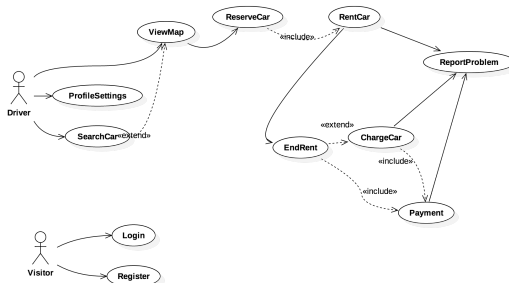 ReserveCar
RentCar
ViewMap
«include»
ReportProblem
ProfileSettings
Driver
SearchCar
«extend»
«extend»
ChargeCar
EndRent
«include»
«include»
Payment
Login
Visitor
Register